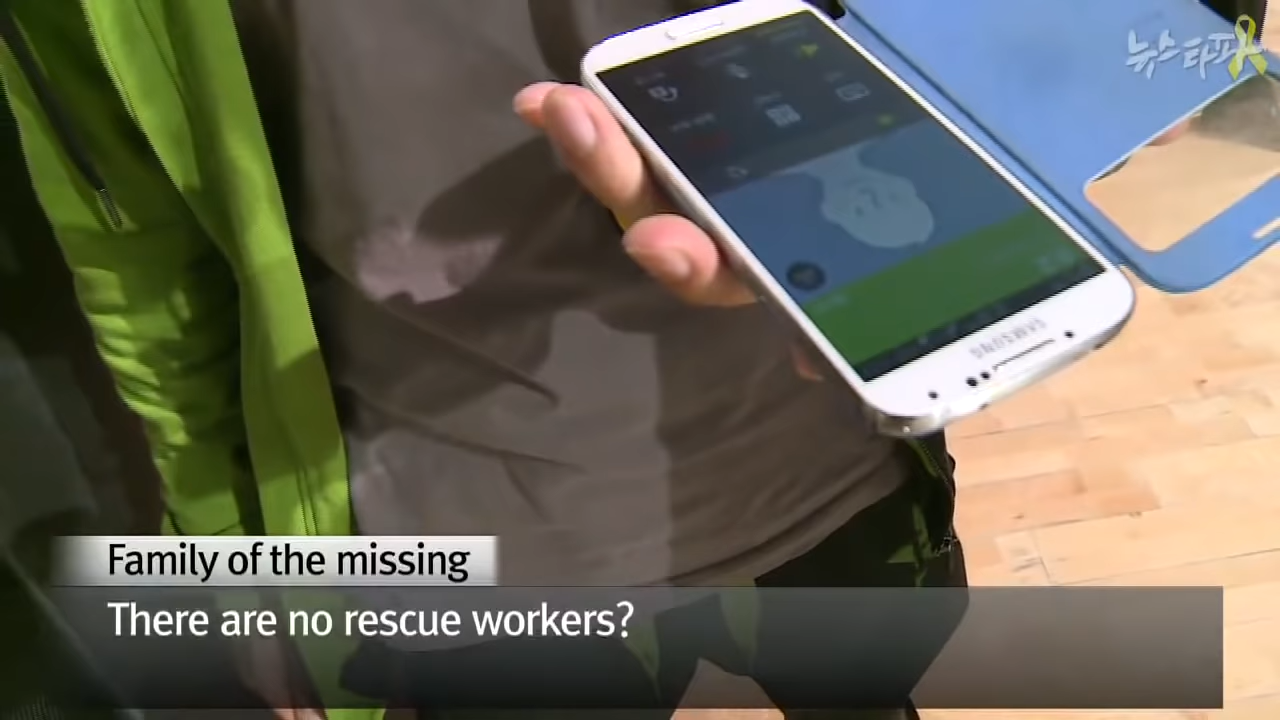 뉴스타파
SAMSUNG
Family of the missing
There are no rescue workers?